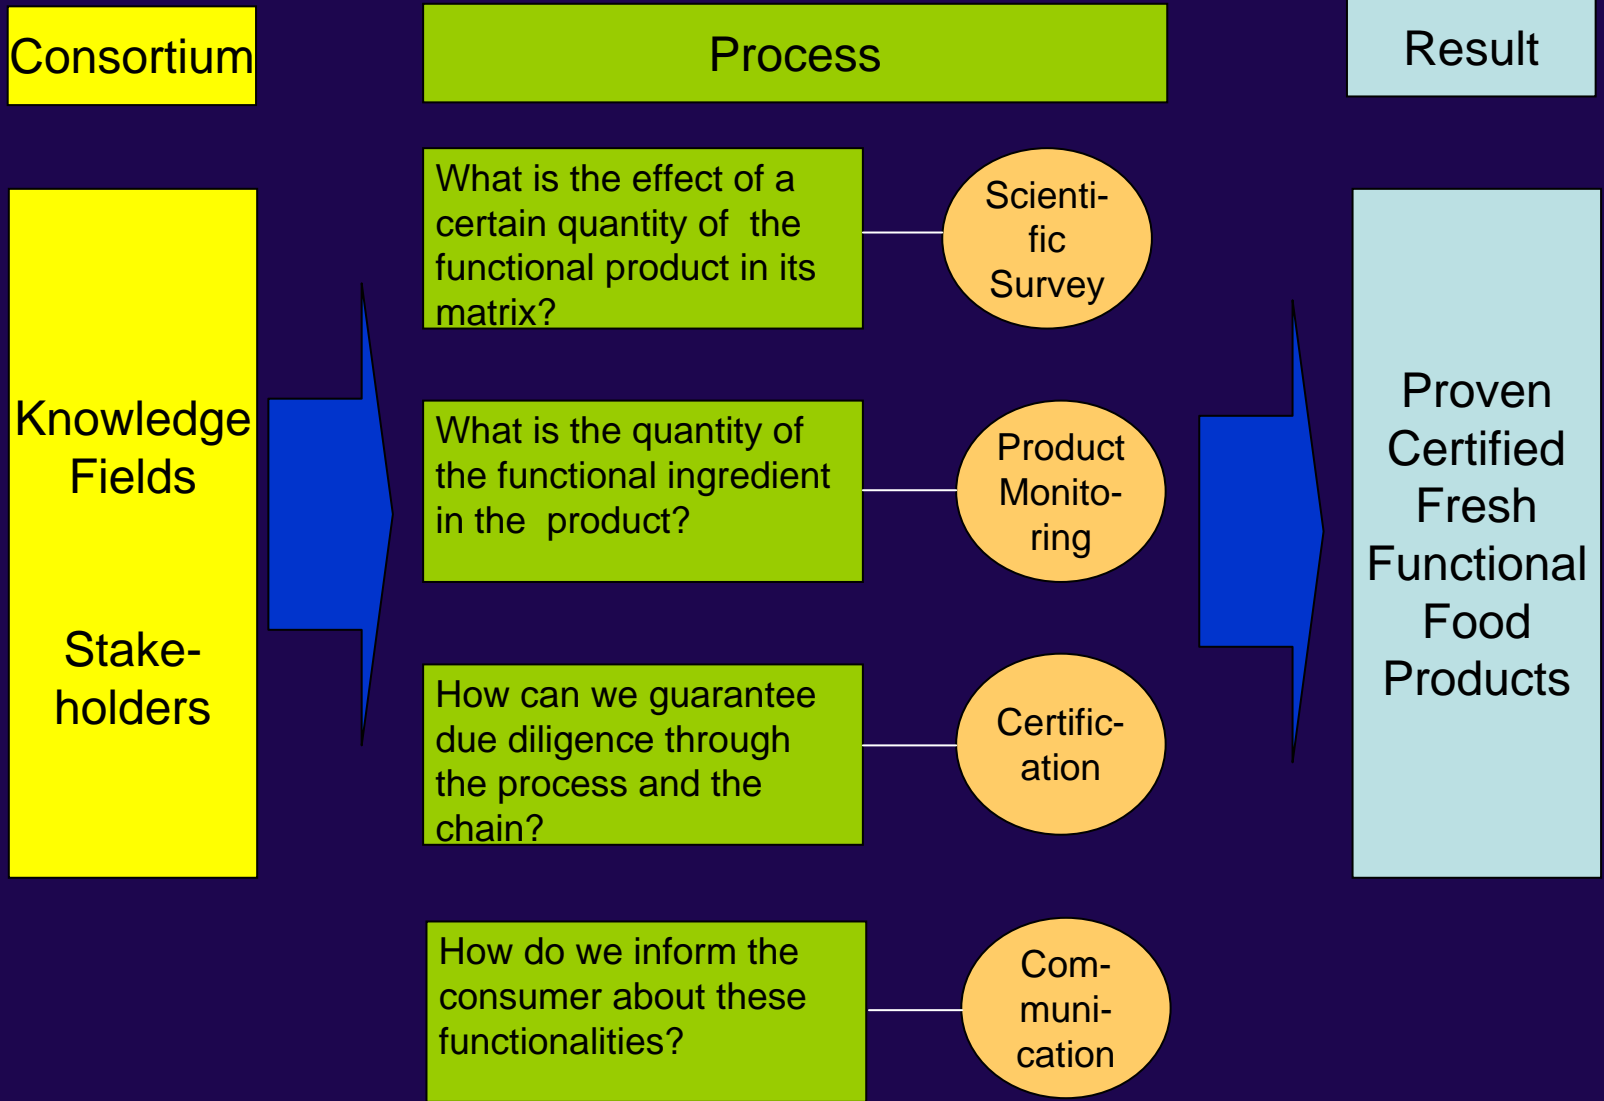 Consortium
Process
Result
Knowledge
Fields
Stake-
holders
What is the effect of a
certain quantity of the
functional product in its
matrix?
Scienti-
fic
Survey
What is the quantity of
the functional ingredient
in the product?
Product
Monito-
ring
How can we guarantee
due diligence through
the process and the
chain?
Certific-
ation
How do we inform the
consumer about these
functionalities?
Com-
muni-
cation
Proven
Certified
Fresh
Functional
Food
Products